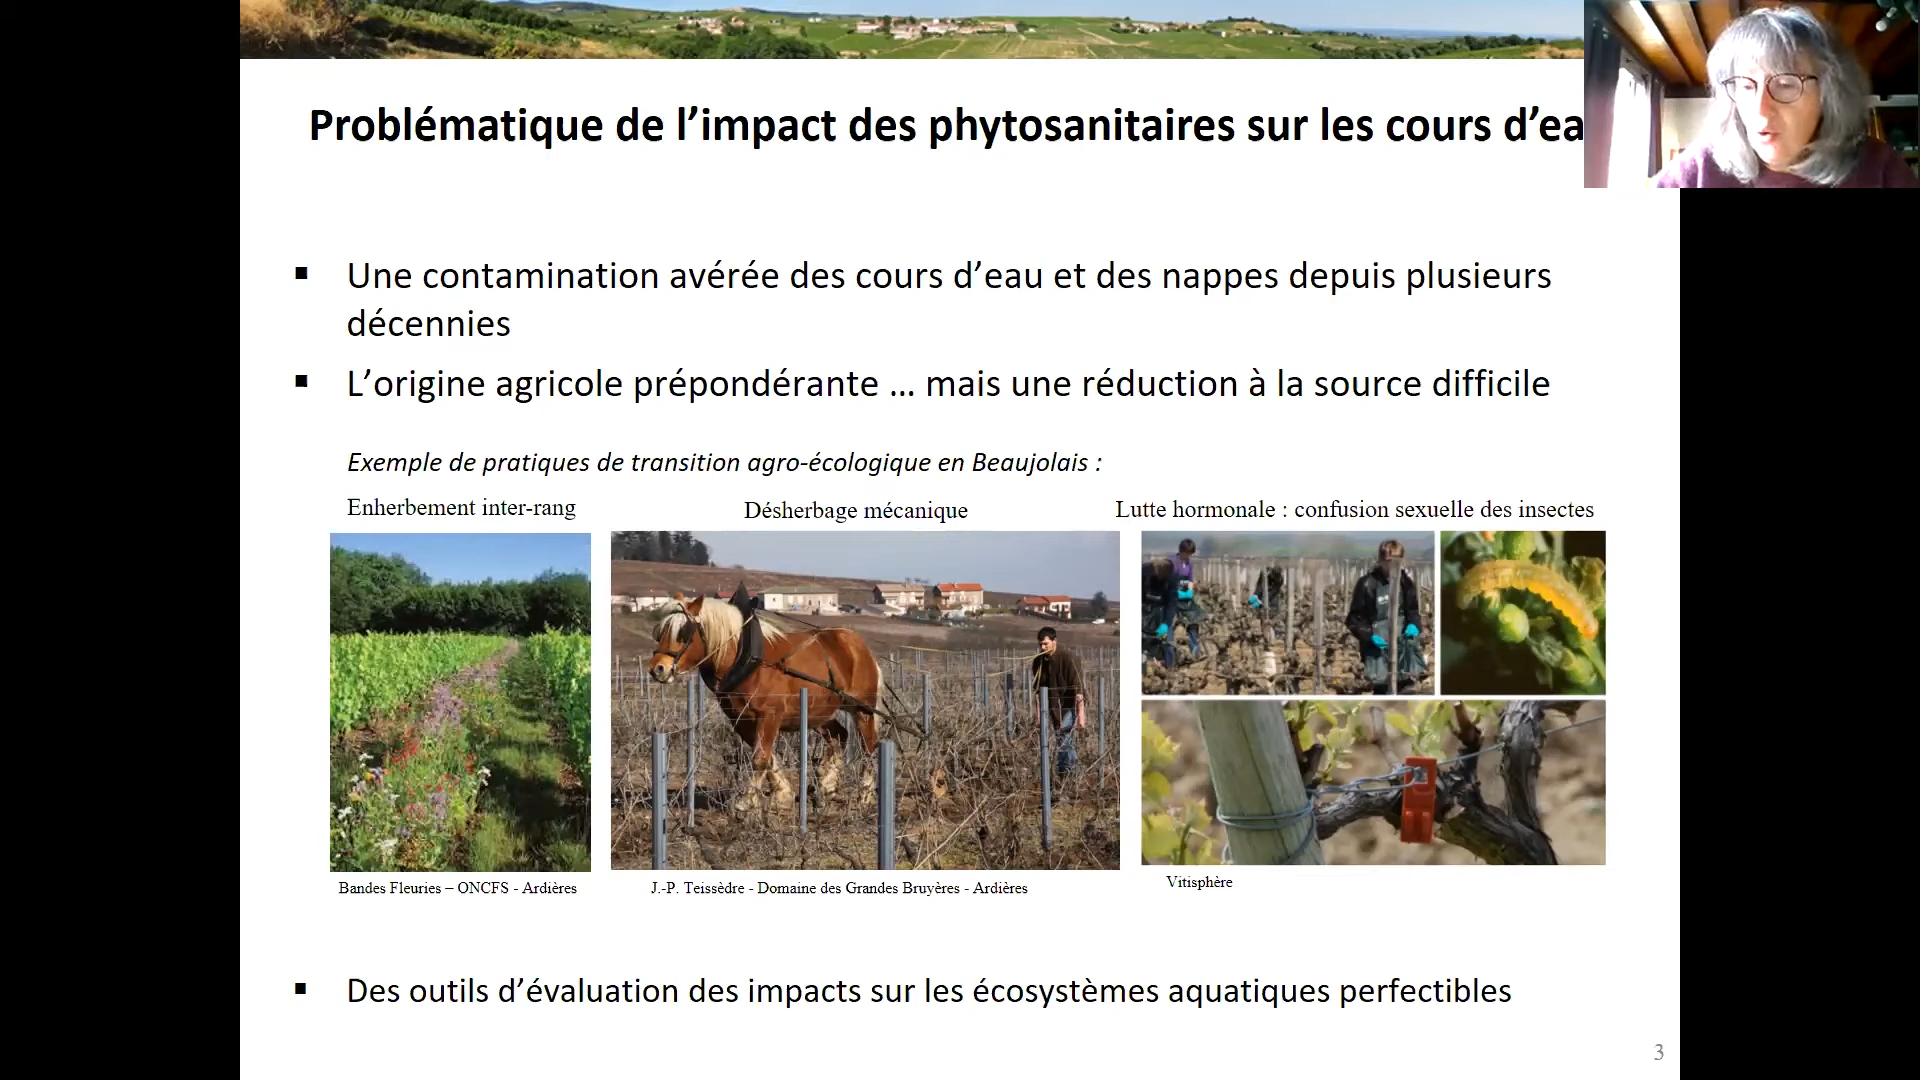 Problématique de l’impact des phytosanitaires sur les cours d’ea
▪ Une contamination avérée des cours d’eau et des nappes depuis plusieurs
décennies
▪ L’origine agricole prépondérante … mais une réduction à la source difficile
Exemple de pratiques de transition agro-écologique en Beaujolais :
Enherbement inter-rang
Désherbage mécanique
Lutte hormonale : confusion sexuelle des insectes
Bandes Fleuries – ONCFS - Ardières
J.-P. Teissèdre - Domaine des Grandes Bruyères - Ardières
Vitisphère
▪ Des outils d’évaluation des impacts sur les écosystèmes aquatiques perfectibles
3